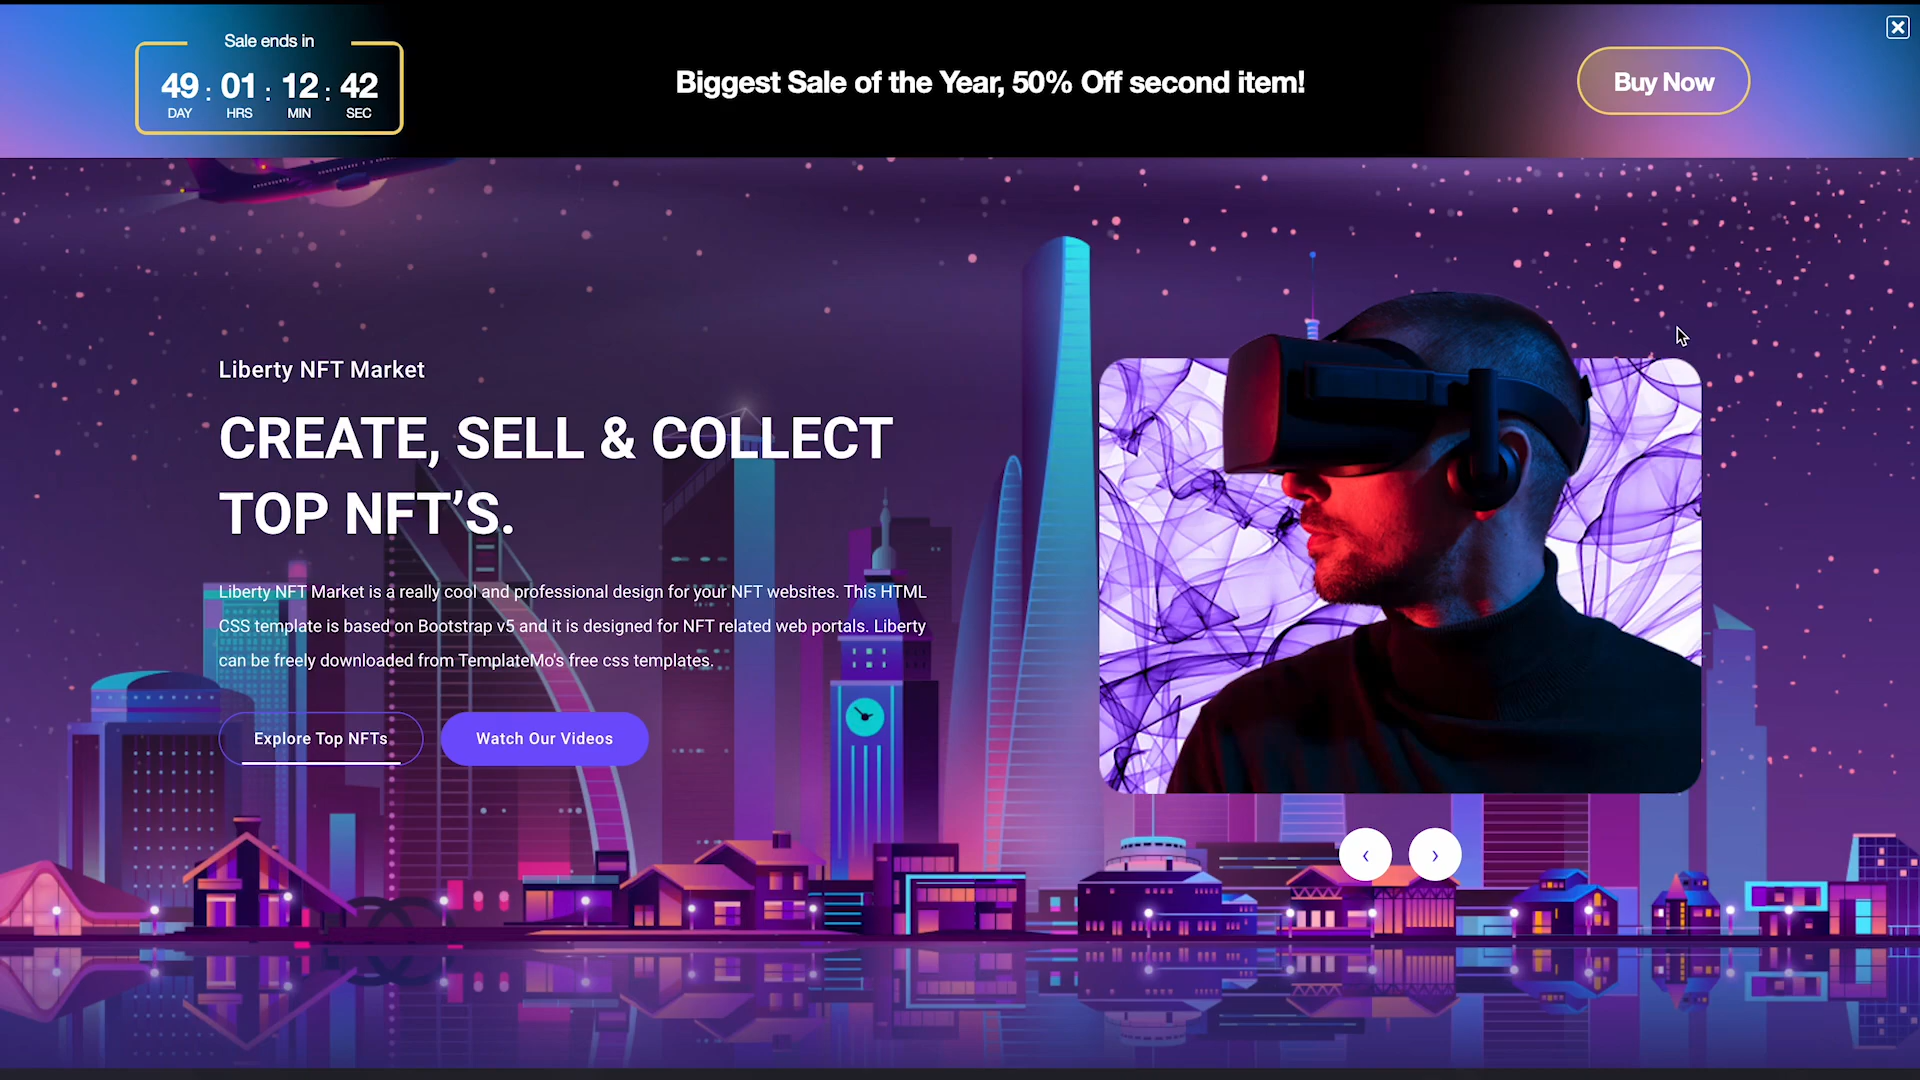 Sale ends in
49 : 01 : 12 : 42
DAY HRS MIN SEC
Biggest Sale of the Year, 50% Off second item!
Buy Now
Liberty NFT Market
CREATE, SELL & COLLECT
TOP NFT’S.
Liberty NFT Market is a really cool and professional design for your NFT websites. This HTML
CSS template is based on Bootstrap v5 and it is designed for NFT related web portals. Liberty
can be freely downloaded from TemplateMo's free css templates.
Explore Top NFTs
Watch Our Videos